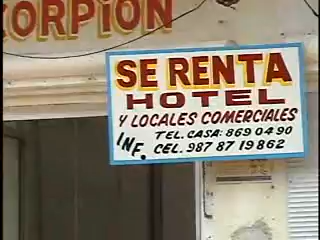 CORPION
SE RENTA
HOTEL
Y LOCALES COMERCIALES
TEL. CASA: 869 04 90
INF. CEL. 987 87 19862